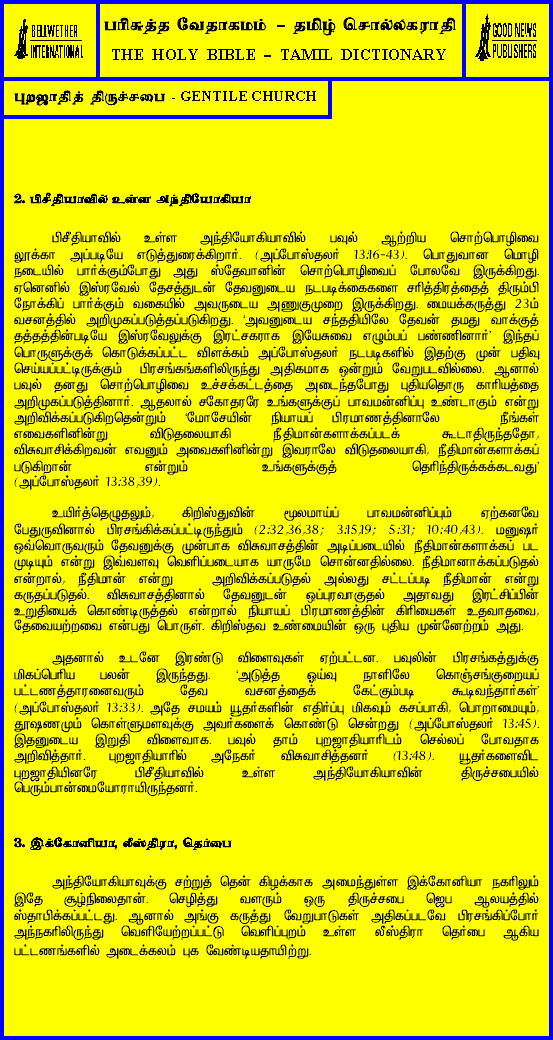 BELLWETHER
INTERNATIONAL
பரிசுத்த வேதாகமம் - தமிழ் சொல்லகராதி
THE HOLY BIBLE - TAMIL DICTIONARY
GOOD NEWS
PUBLISHERS
புறஜாதித் திருச்சபை - GENTILE CHURCH
2. பிசீதியாவில் உள்ள அந்தியோகியா
பிசீதியாவில் உள்ள அந்தியோகியாவில் பவுல் ஆற்றிய சொற்பொழிவை
லூக்கா அப்படியே எடுத்துரைக்கிறார். (அப்போஸ்தலர் 13:16-43). பொதுவான மொழி
நடையில் பார்க்கும்போது அது ஸ்தேவானின் சொற்பொழிவைப் போலவே இருக்கிறது.
ஏனெனில் இஸ்ரவேல் தேசத்துடன் தேவனுடைய நடபடிக்கைகளை சரித்திரத்தைத் திரும்பி
நோக்கிப் பார்க்கும் வகையில் அவருடைய அணுகுமுறை இருக்கிறது. மையக்கருத்து 23ம்
வசனத்தில் அறிமுகப்படுத்தப்படுகிறது. 'அவனுடைய சந்ததியிலே தேவன் தமது வாக்குத்
தத்தத்தின்படியே இஸ்ரவேலுக்கு இரட்சகராக இயேசுவை எழும்பப் பண்ணினார்' இந்தப்
பொருளுக்குக் கொடுக்கப்பட்ட விளக்கம் அப்போஸ்தலர் நடபடிகளில் இதற்கு முன் பதிவு
செய்யப்பட்டிருக்கும் பிரசங்கங்களிலிருந்து அதிகமாக ஒன்றும் வேறுபடவில்லை. ஆனால்
பவுல் தனது சொற்பொழிவை உச்சக்கட்டத்தை அடைந்தபோது புதியதொரு காரியத்தை
அறிமுகப்படுத்தினார். ஆதலால் சகோதரரே உங்களுக்குப் பாவமன்னிப்பு உண்டாகும் என்று
அறிவிக்கப்படுகிறதென்றும் 'மோசேயின் நியாயப் பிரமாணத்தினாலே நீங்கள்
எவைகளினின்று விடுதலையாகி நீதிமான்களாக்கப்படக் கூடாதிருந்ததோ,
விசுவாசிக்கிறவன் எவனும் அவைகளினின்று இவராலே விடுதலையாகி, நீதிமான்களாக்கப்
படுகிறான் என்றும் உங்களுக்குத் தெரிந்திருக்கக்கடவது'
(அப்போஸ்தலர் 13:38,39).
உயிர்த்தெழுதலும், கிறிஸ்துவின் மூலமாய்ப் பாவமன்னிப்பும் ஏற்கனவே
பேதுருவினால் பிரசங்கிக்கப்பட்டிருந்தும் (2:32,36,38; 3:15,19; 5:31; 10:40,43). மனுஷர்
ஒவ்வொருவரும் தேவனுக்கு முன்பாக விசுவாசத்தின் அடிப்படையில் நீதிமான்களாக்கப் பட
முடியும் என்று இவ்வளவு வெளிப்படையாக யாருமே சொன்னதில்லை. நீதிமானாக்கப்படுதல்
என்றால், நீதிமான் என்று அறிவிக்கப்படுதல் அல்லது சட்டப்படி நீதிமான் என்று
கருதப்படுதல். விசுவாசத்தினால் தேவனுடன் ஒப்புரவாகுதல் அதாவது இரட்சிப்பின்
உறுதியைக் கொண்டிருத்தல் என்றால் நியாயப் பிரமாணத்தின் கிரியைகள் உதவாதவை,
தேவையற்றவை என்பது பொருள். கிறிஸ்தவ உண்மையின் ஒரு புதிய முன்னேற்றம் அது.
அதனால் உடனே இரண்டு விளைவுகள் ஏற்பட்டன. பவுலின் பிரசங்கத்துக்கு
மிகப்பெரிய பலன் இருந்தது. 'அடுத்த ஓய்வு நாளிலே கொஞ்சங்குறையப்
பட்டணத்தாரனைவரும் தேவ வசனத்தைக் கேட்கும்படி கூடிவந்தார்கள்'
(அப்போஸ்தலர் 13:33). அதே சமயம் யூதர்களின் எதிர்ப்பு மிகவும் கசப்பாகி, பொறாமையும்,
தூஷணமும் கொள்ளுமளவுக்கு அவர்களைக் கொண்டு சென்றது (அப்போஸ்தலர் 13:45).
இதனுடைய இறுதி விளைவாக. பவுல் தாம் புறஜாதியாரிடம் செல்லப் போவதாக
அறிவித்தார். புறஜாதியாரில் அநேகர் விசுவாசித்தனர் (13:48). யூதர்களைவிட
புறஜாதியினரே பிசீதியாவில் உள்ள அந்தியோகியாவின் திருச்சபையில்
பெரும்பான்மையோராயிருந்தனர்.
3. இக்கோனியா, லீஸ்திரா, தெர்பை
அந்தியோகியாவுக்கு சற்றுத் தென் கிழக்காக அமைந்துள்ள இக்கோனியா நகரிலும்
இதே சூழ்நிலைதான். செழித்து வளரும் ஒரு திருச்சபை ஜெப ஆலயத்தில்
ஸ்தாபிக்கப்பட்டது. ஆனால் அங்கு கருத்து வேறுபாடுகள் அதிகப்படவே பிரசங்கிப்போர்
அந்நகரிலிருந்து வெளியேற்றப்பட்டு வெளிப்புறம் உள்ள லீஸ்திரா தெர்பை ஆகிய
பட்டணங்களில் அடைக்கலம் புக வேண்டியதாயிற்று.